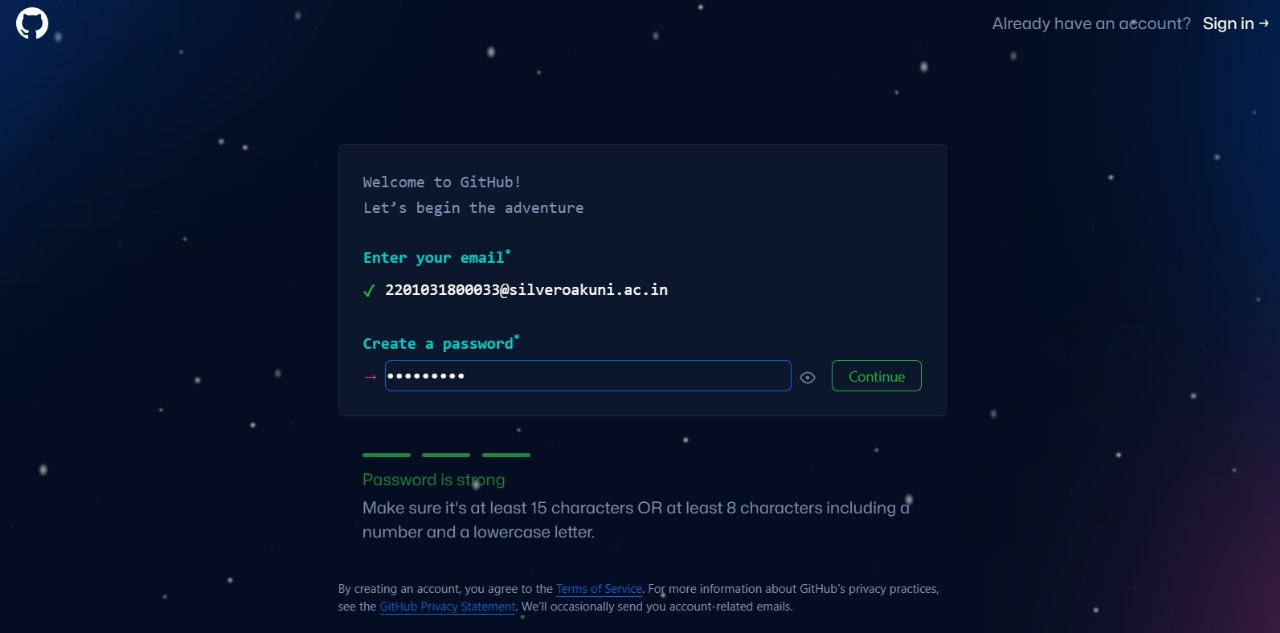 Already have an account? Sign in →
Welcome to GitHub!
Let's begin the adventure
Enter your email*
✓ 2201031800033@silveroakuni.ac.in
Create a password*
→ ••••••••• Continue
Password is strong
Make sure it's at least 15 characters OR at least 8 characters including a
number and a lowercase letter.
By creating an account, you agree to the Terms of Service. For more information about GitHub's privacy practices,
see the GitHub Privacy Statement. We'll occasionally send you account-related emails.